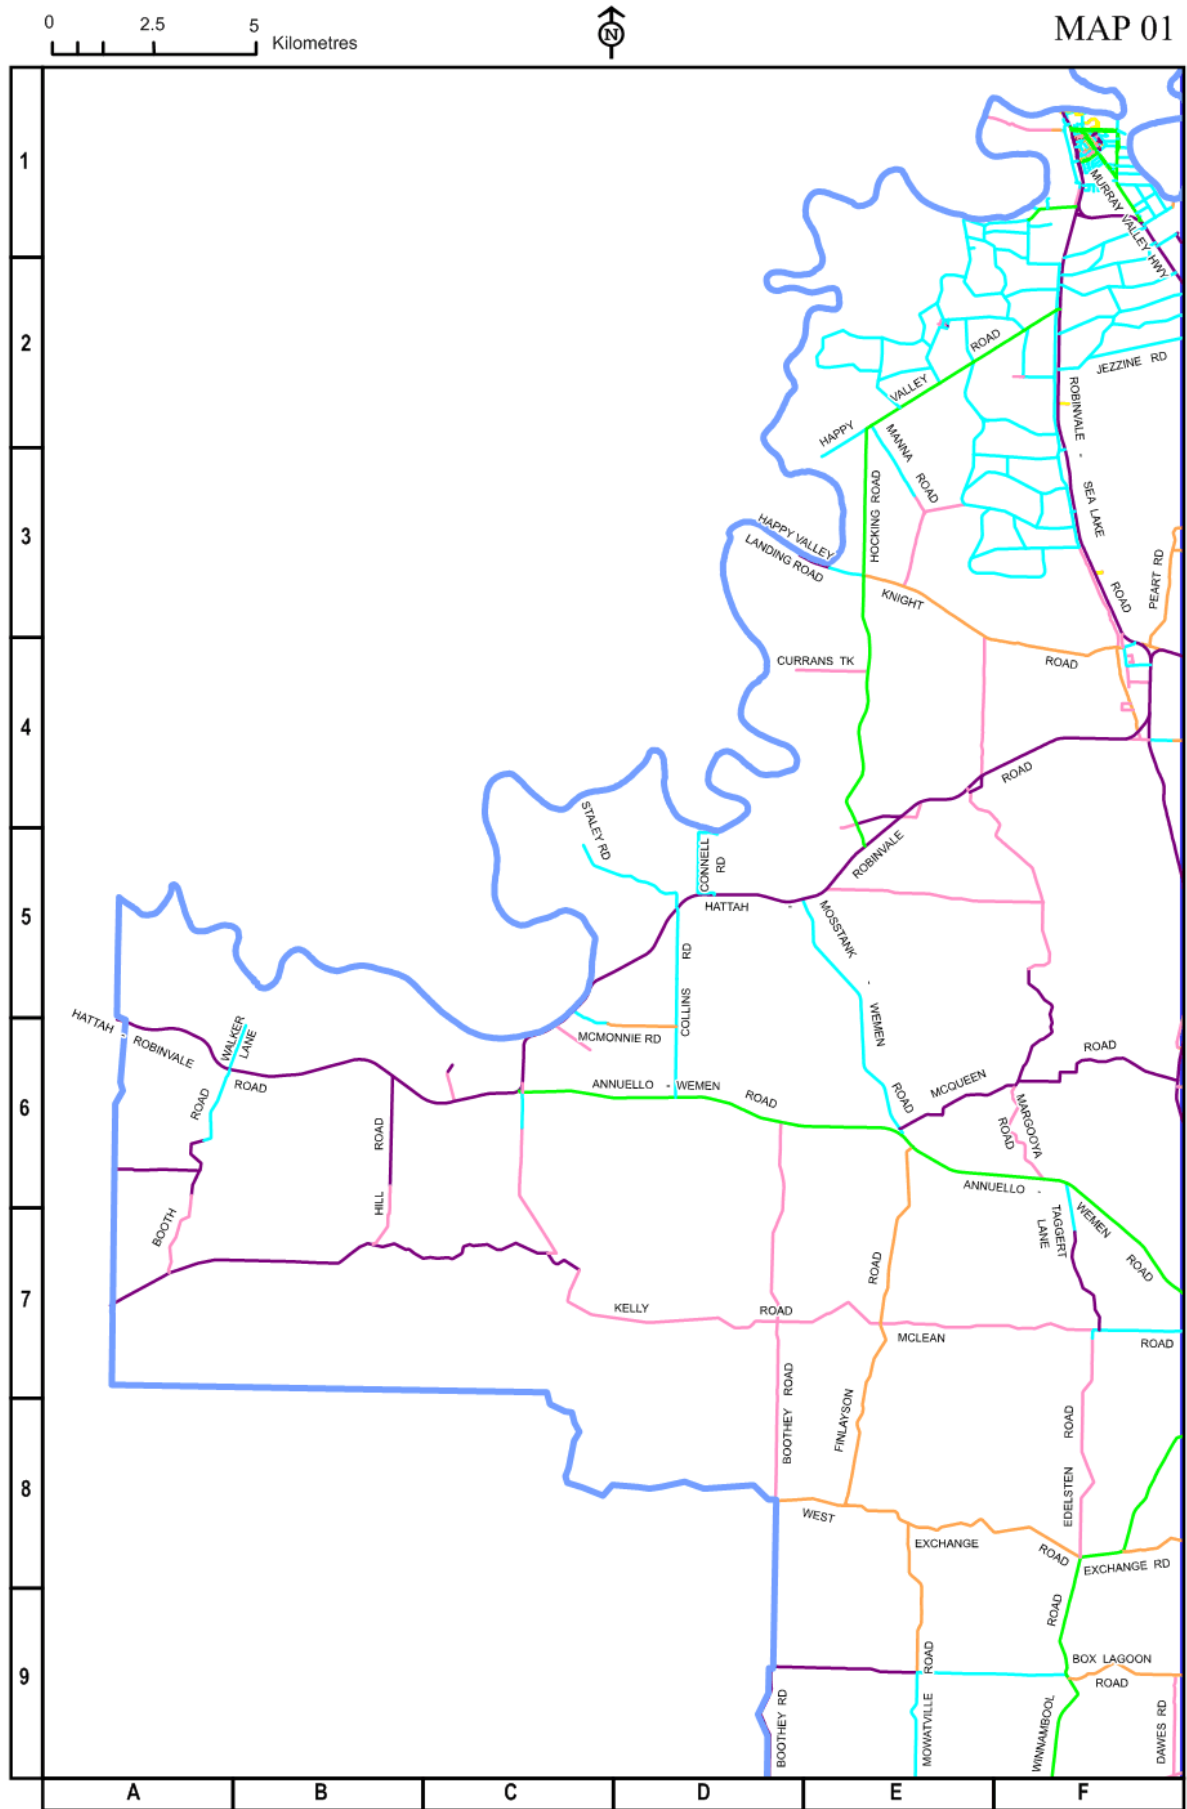 0 2.5 5
Kilometres
N
MAP 01
1
2
3
4
5
6
7
8
9
A B C D E F
MURRAY VALLEY HWY
JEZZINE RD
HAPPY VALLEY ROAD
ROBINVALE - SEA LAKE ROAD
MANNA ROAD
HOCKING ROAD
HAPPY VALLEY
LANDING ROAD
KNIGHT ROAD
PEART RD
CURRANS TK
ROAD
ROBINVALE
STALEY RD
CONNELL RD
HATTAH -
MOSSTANK - WEMEN ROAD
COLLINS RD
MCMONNIE RD
HATTAH - ROBINVALE ROAD
WALKER LANE
ANNUELLO - WEMEN ROAD
MCQUEEN ROAD
MARGOOYA ROAD
BOOTH ROAD
HILL ROAD
ANNUELLO - WEMEN ROAD
TAGGERT LANE
KELLY ROAD
MCLEAN ROAD
BOOTHEY ROAD
FINLAYSON ROAD
EDELSTEN ROAD
WEST EXCHANGE ROAD
EXCHANGE RD
BOX LAGOON ROAD
BOOTHEY RD
MOWATVILLE ROAD
WINNAMBOOL ROAD
DAWES RD